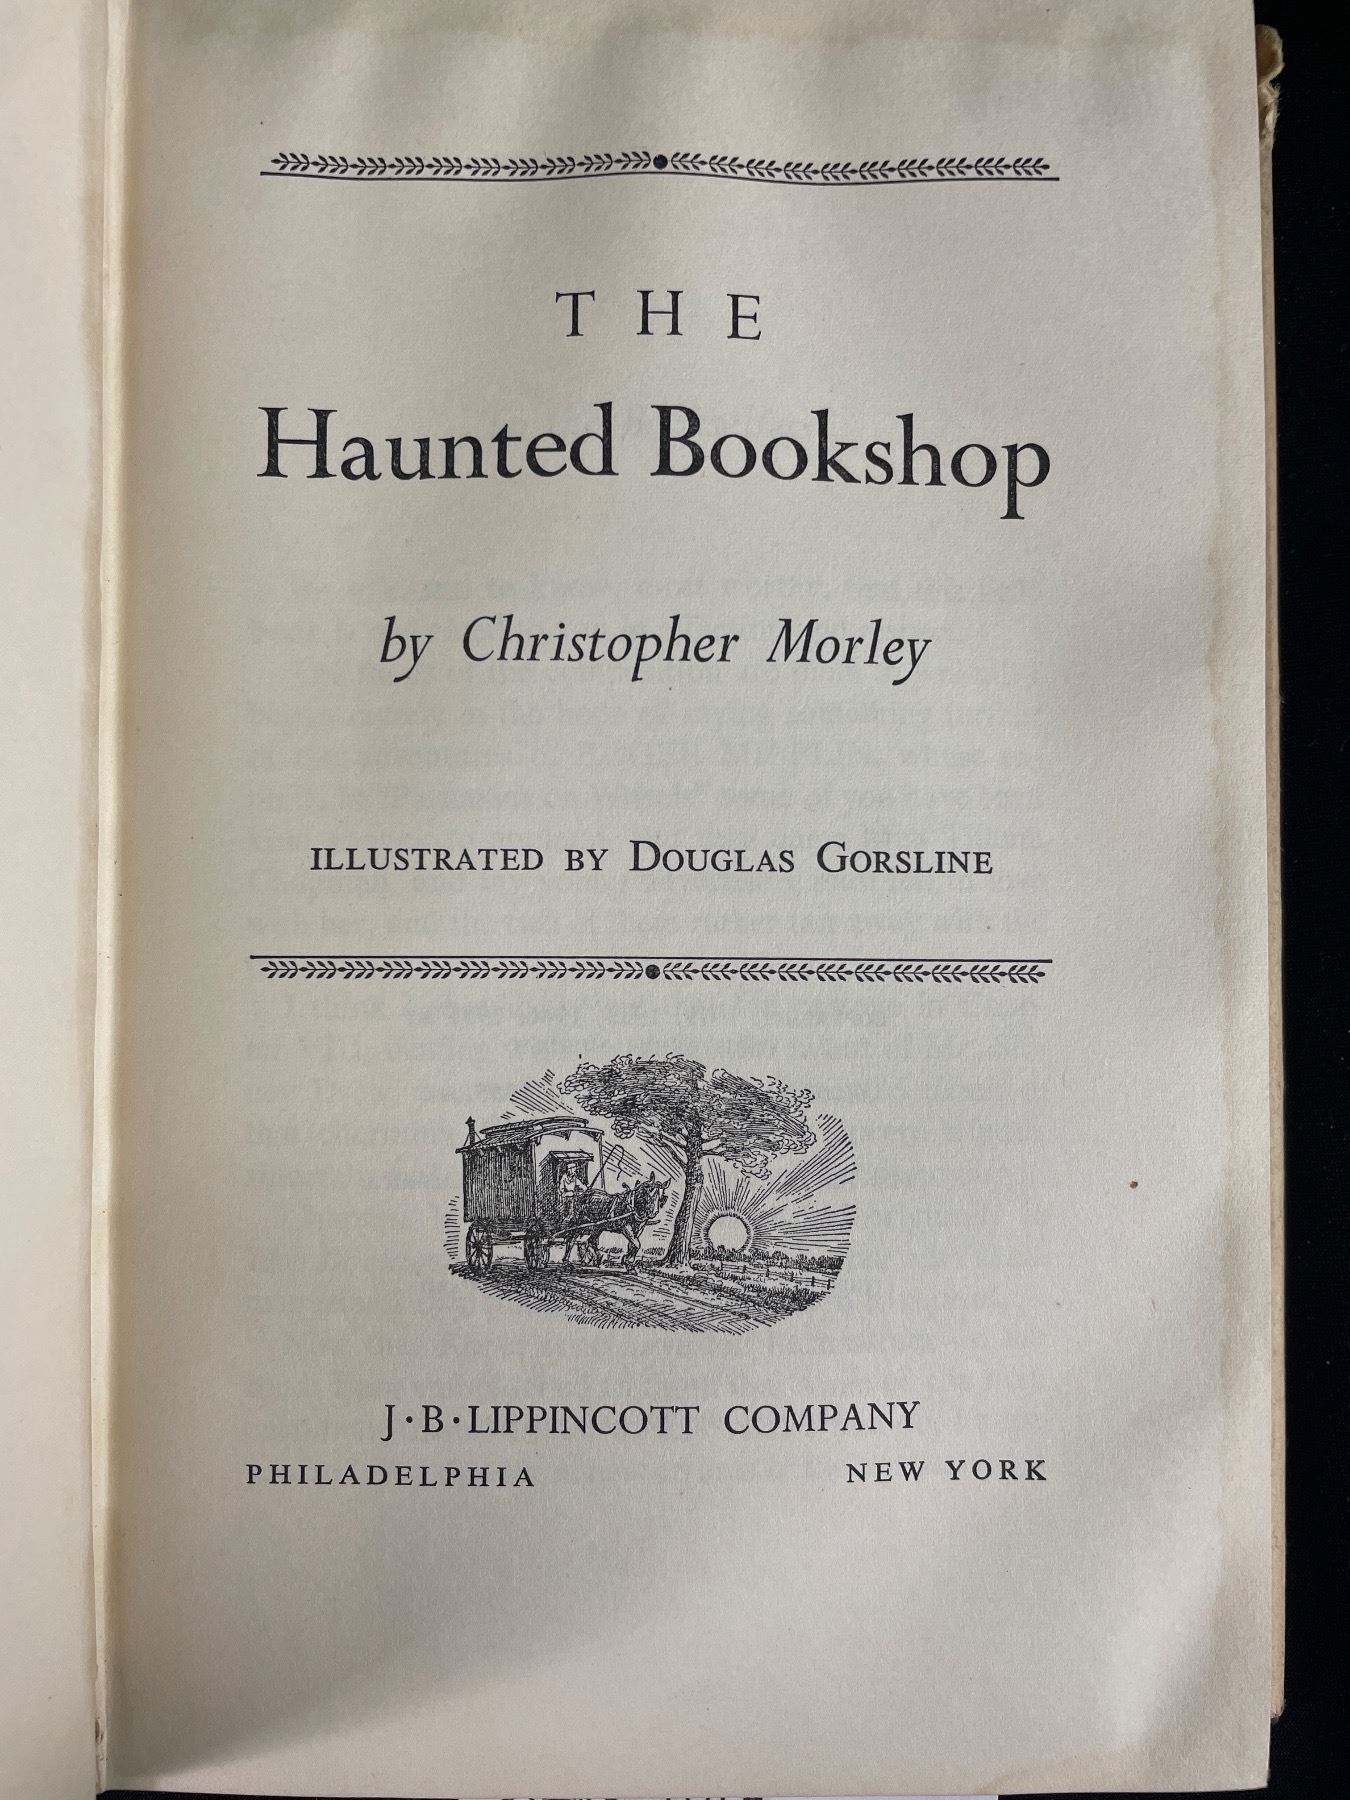 THE
Haunted Bookshop
by Christopher Morley
ILLUSTRATED BY DOUGLAS GORSLINE
J·B·LIPPINCOTT COMPANY
PHILADELPHIA NEW YORK